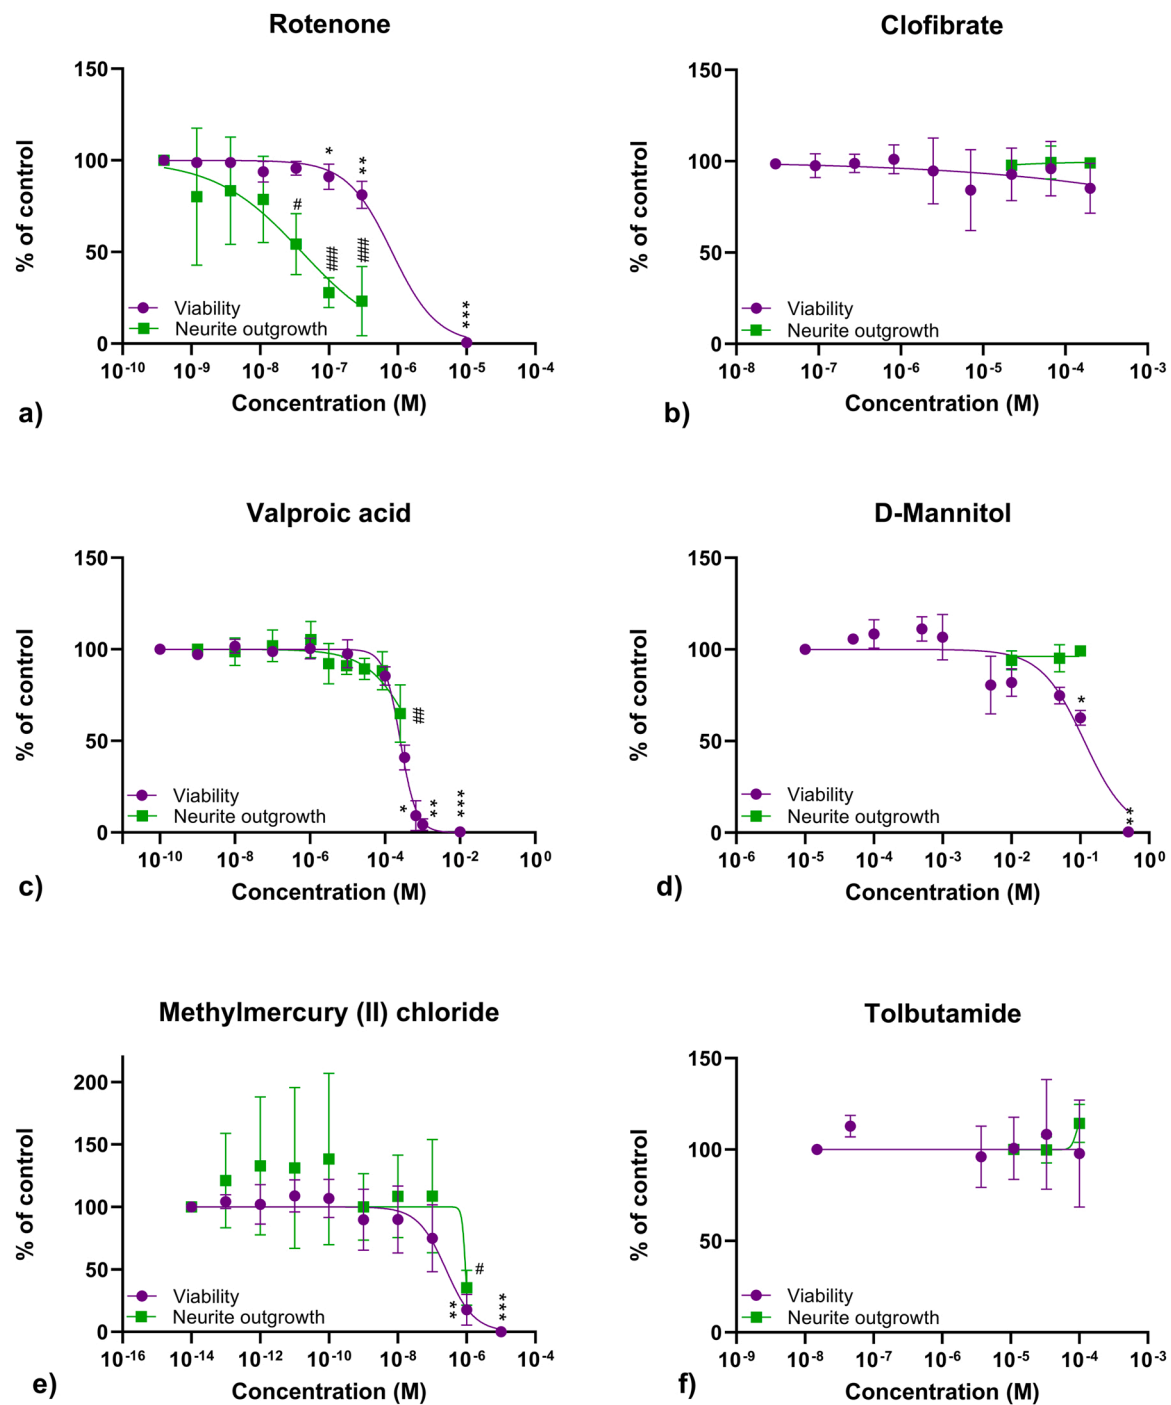 Rotenone
150
100
50
0
% of control
*
**
#
###
###
***
Viability
Neurite outgrowth
10-10 10-9 10-8 10-7 10-6 10-5 10-4
Concentration (M)
a)
Clofibrate
150
100
50
0
% of control
Viability
Neurite outgrowth
10-8 10-7 10-6 10-5 10-4 10-3
Concentration (M)
b)
Valproic acid
150
100
50
0
% of control
##
*
**
***
Viability
Neurite outgrowth
10-10 10-8 10-6 10-4 10-2 100
Concentration (M)
c)
D-Mannitol
150
100
50
0
% of control
*
**
Viability
Neurite outgrowth
10-6 10-5 10-4 10-3 10-2 10-1 100
Concentration (M)
d)
Methylmercury (II) chloride
200
150
100
50
0
% of control
#
**
***
Viability
Neurite outgrowth
10-16 10-14 10-12 10-10 10-8 10-6 10-4
Concentration (M)
e)
Tolbutamide
150
100
50
0
% of control
Viability
Neurite outgrowth
10-9 10-8 10-7 10-6 10-5 10-4 10-3
Concentration (M)
f)